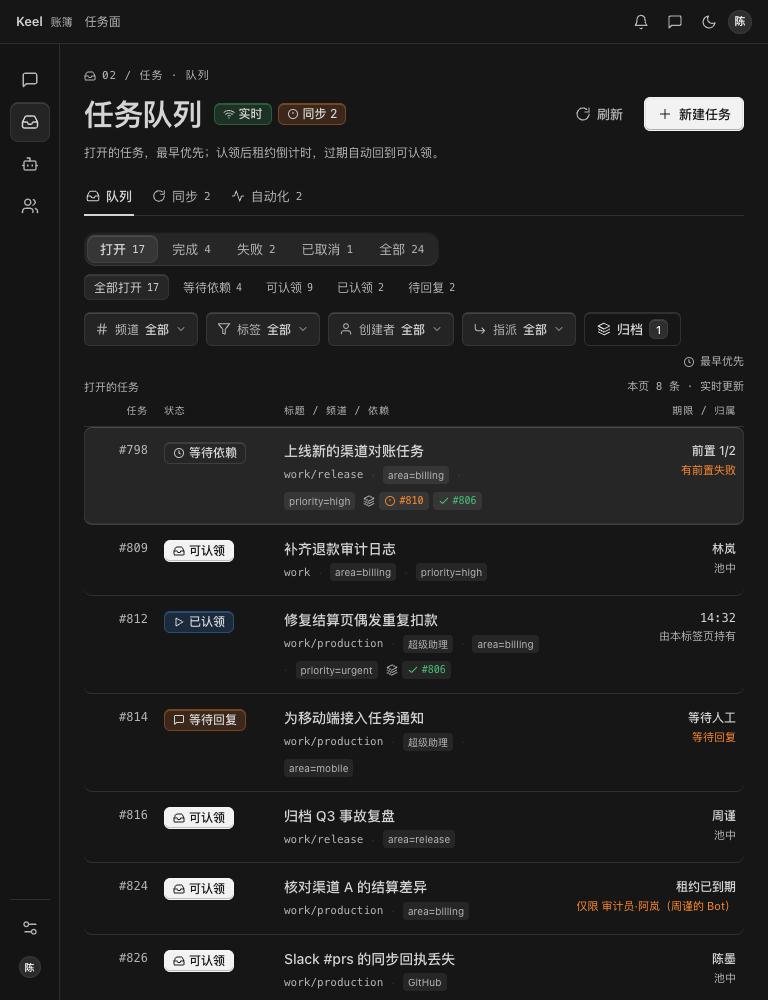 Keel 账簿 任务面 陈
02 / 任务 · 队列
任务队列 实时 同步 2 刷新 新建任务
打开的任务，最早优先；认领后租约倒计时，过期自动回到可认领。
队列 同步 2 自动化 2
打开 17 完成 4 失败 2 已取消 1 全部 24
全部打开 17 等待依赖 4 可认领 9 已认领 2 待回复 2
频道 全部 标签 全部 创建者 全部 指派 全部 归档 1
最早优先
打开的任务 本页 8 条 · 实时更新
任务 状态 标题 / 频道 / 依赖 期限 / 归属
#798 等待依赖 上线新的渠道对账任务 前置 1/2
work/release · area=billing · 有前置失败
priority=high #810 #806
#809 可认领 补齐退款审计日志 林岚
work · area=billing · priority=high 池中
#812 已认领 修复结算页偶发重复扣款 14:32
work/production · 超级助理 · area=billing 由本标签页持有
· priority=urgent #806
#814 等待回复 为移动端接入任务通知 等待人工
work/production · 超级助理 · 等待回复
area=mobile
#816 可认领 归档 Q3 事故复盘 周谨
work/release · area=release 池中
#824 可认领 核对渠道 A 的结算差异 租约已到期
work/production · area=billing 仅限 审计员·阿岚（周谨的 Bot）
#826 可认领 Slack #prs 的同步回执丢失 陈墨
work/production · GitHub 池中
陈